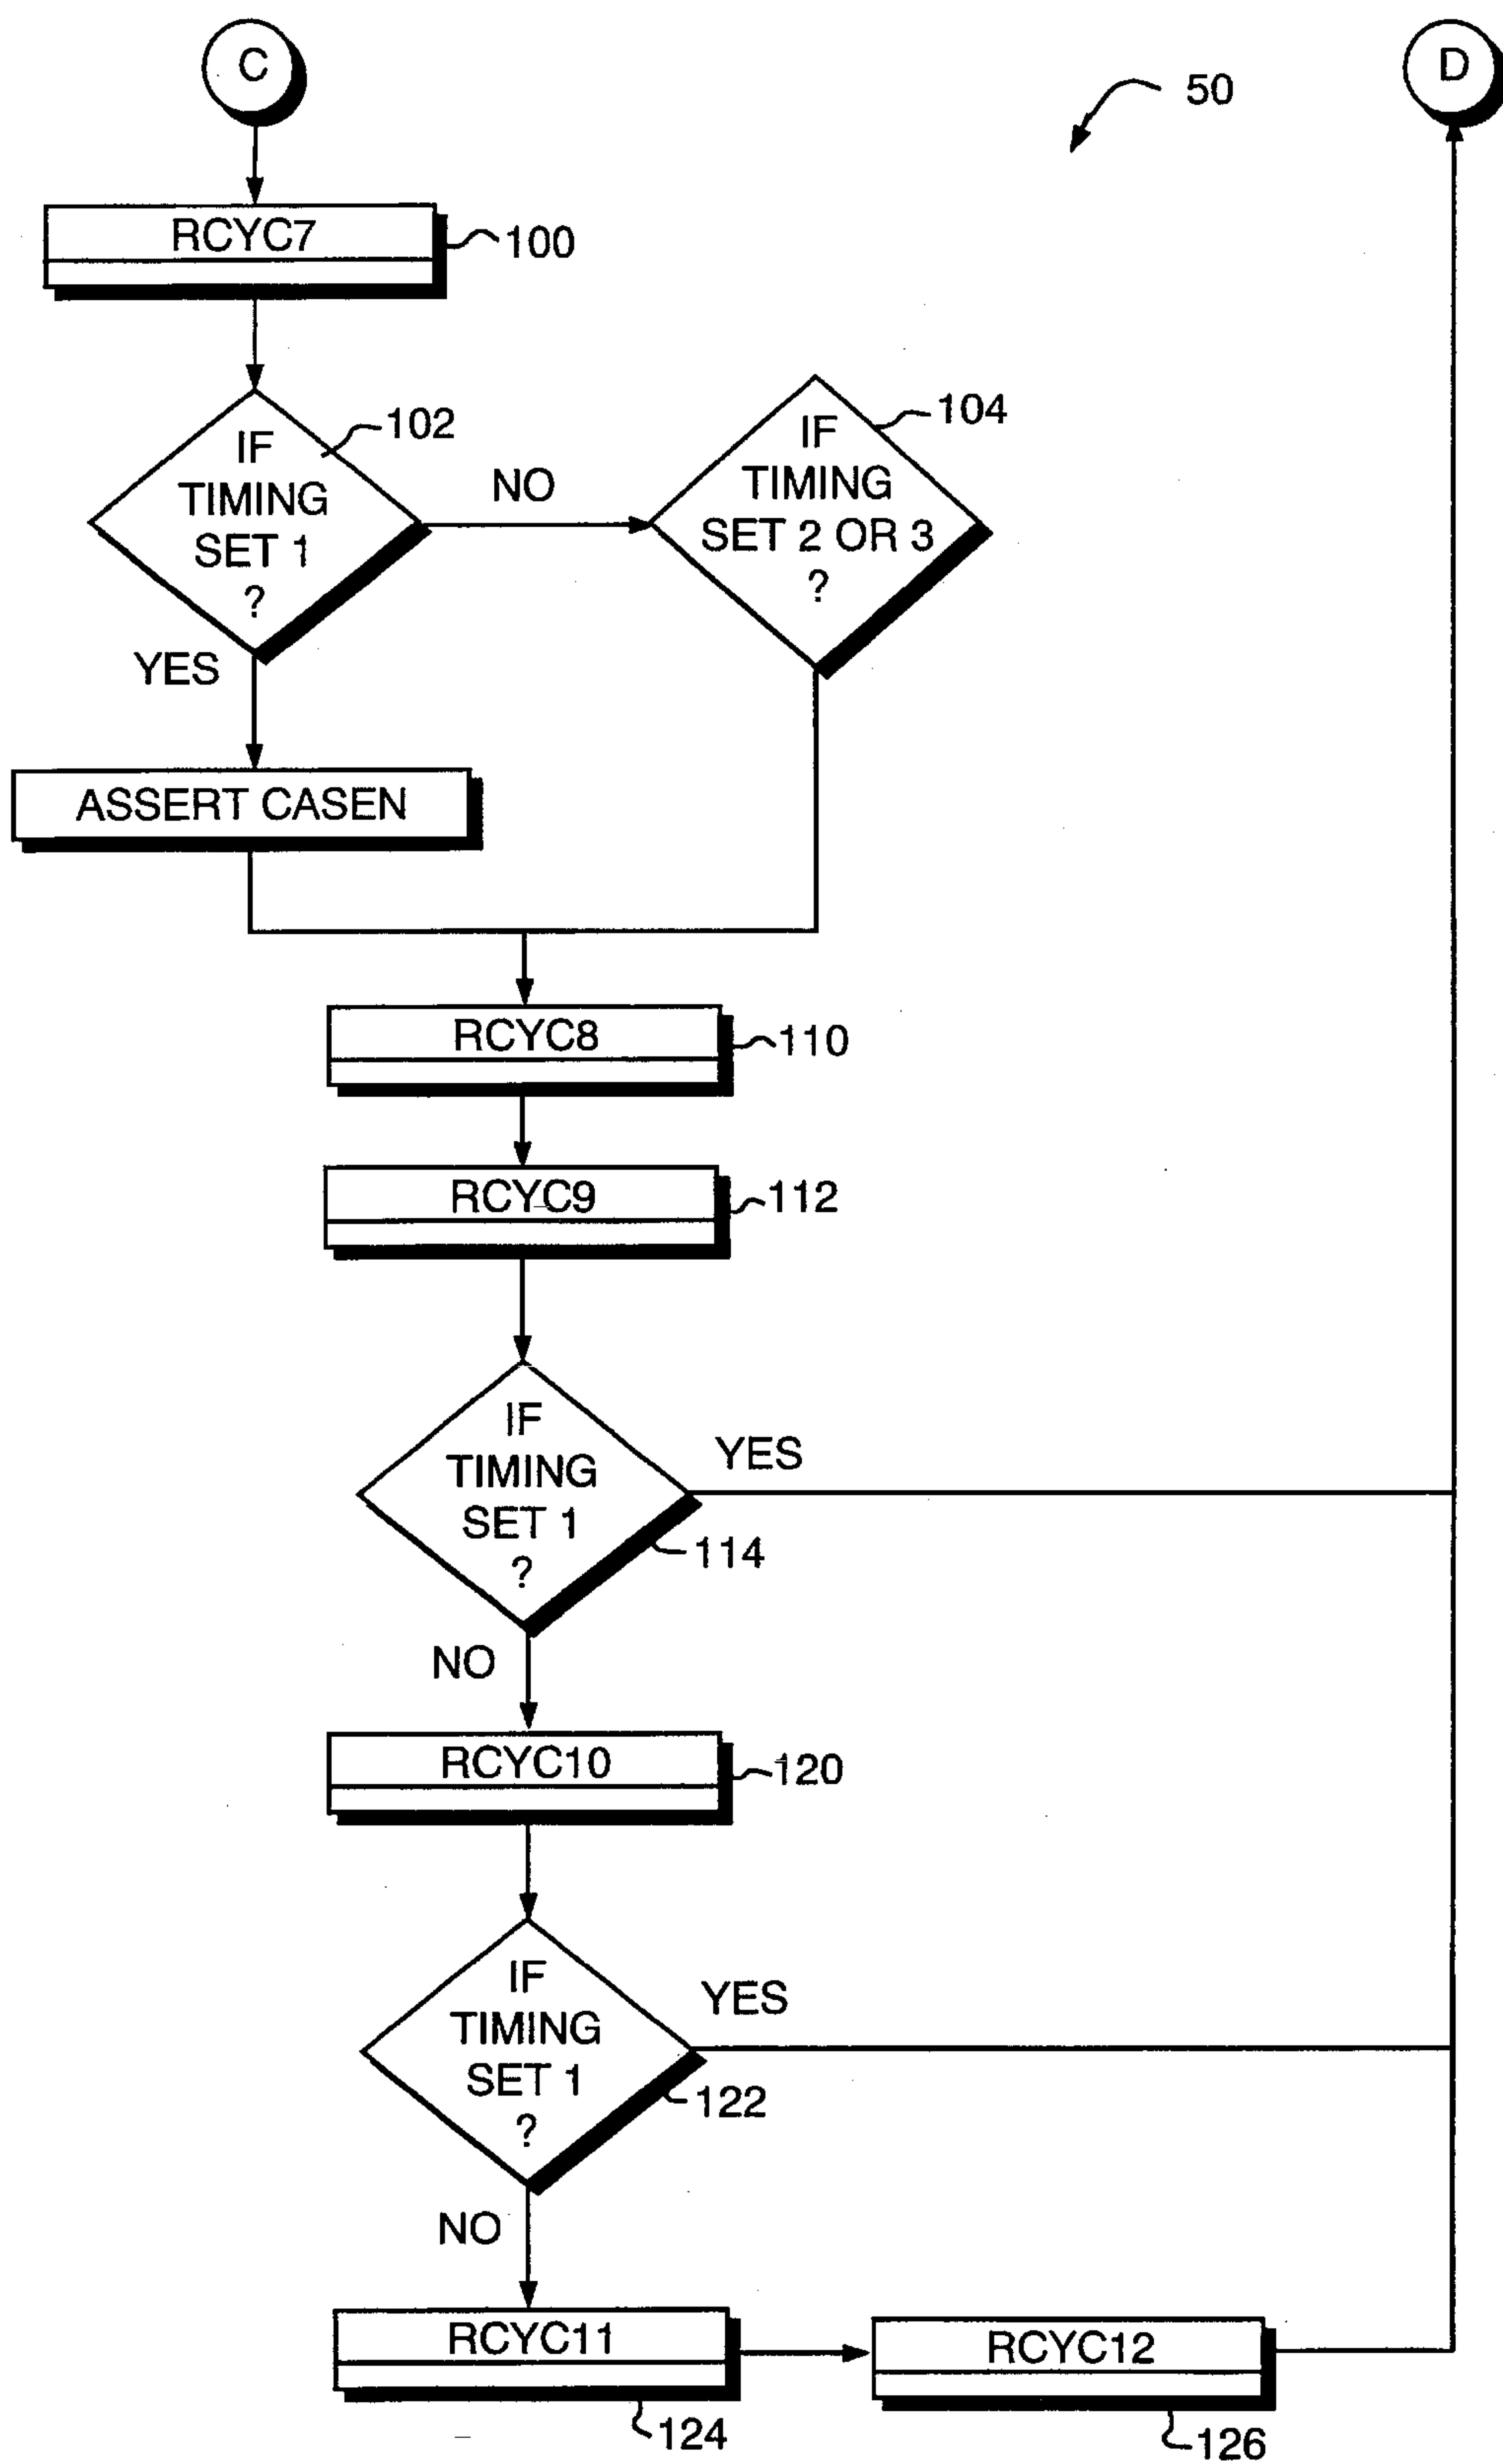 C
D
50
RCYC7
100
IF
TIMING
SET 1
?
102
NO
IF
TIMING
SET 2 OR 3
?
104
YES
ASSERT CASEN
RCYC8
110
RCYC9
112
IF
TIMING
SET 1
?
YES
114
NO
RCYC10
120
IF
TIMING
SET 1
?
YES
122
NO
RCYC11
RCYC12
124
126